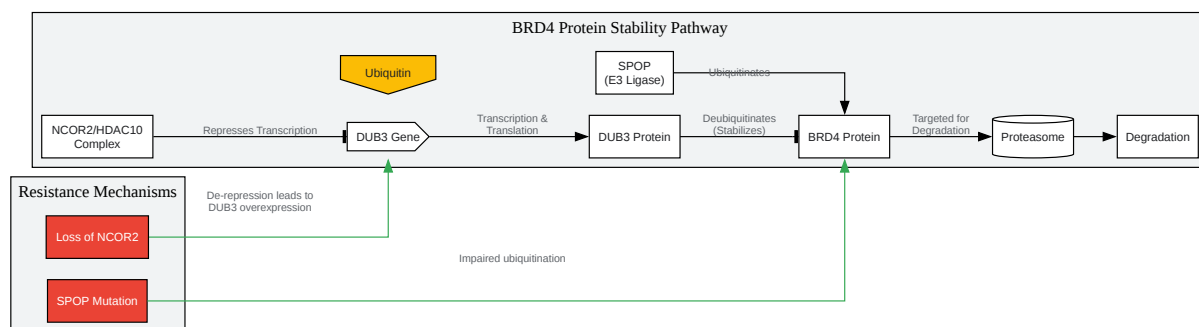 BRD4 Protein Stability Pathway
Ubiquitin
SPOP
(E3 Ligase)
Ubiquitinates
NCOR2/HDAC10
Complex
Represses Transcription
DUB3 Gene
Transcription &
Translation
DUB3 Protein
Deubiquitinates
(Stabilizes)
BRD4 Protein
Targeted for
Degradation
Proteasome
Degradation
Resistance Mechanisms
De-repression leads to
DUB3 overexpression
Loss of NCOR2
Impaired ubiquitination
SPOP Mutation